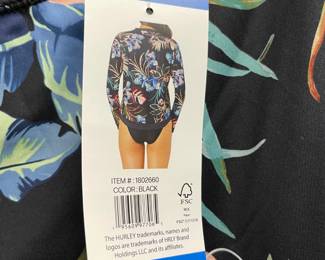 ITEM #: 1802660
COLOR: BLACK
FSC
MIX
The HURLEY trademarks, names and
logos are trademarks of HRLY Brand
Holdings LLC and its affiliates.